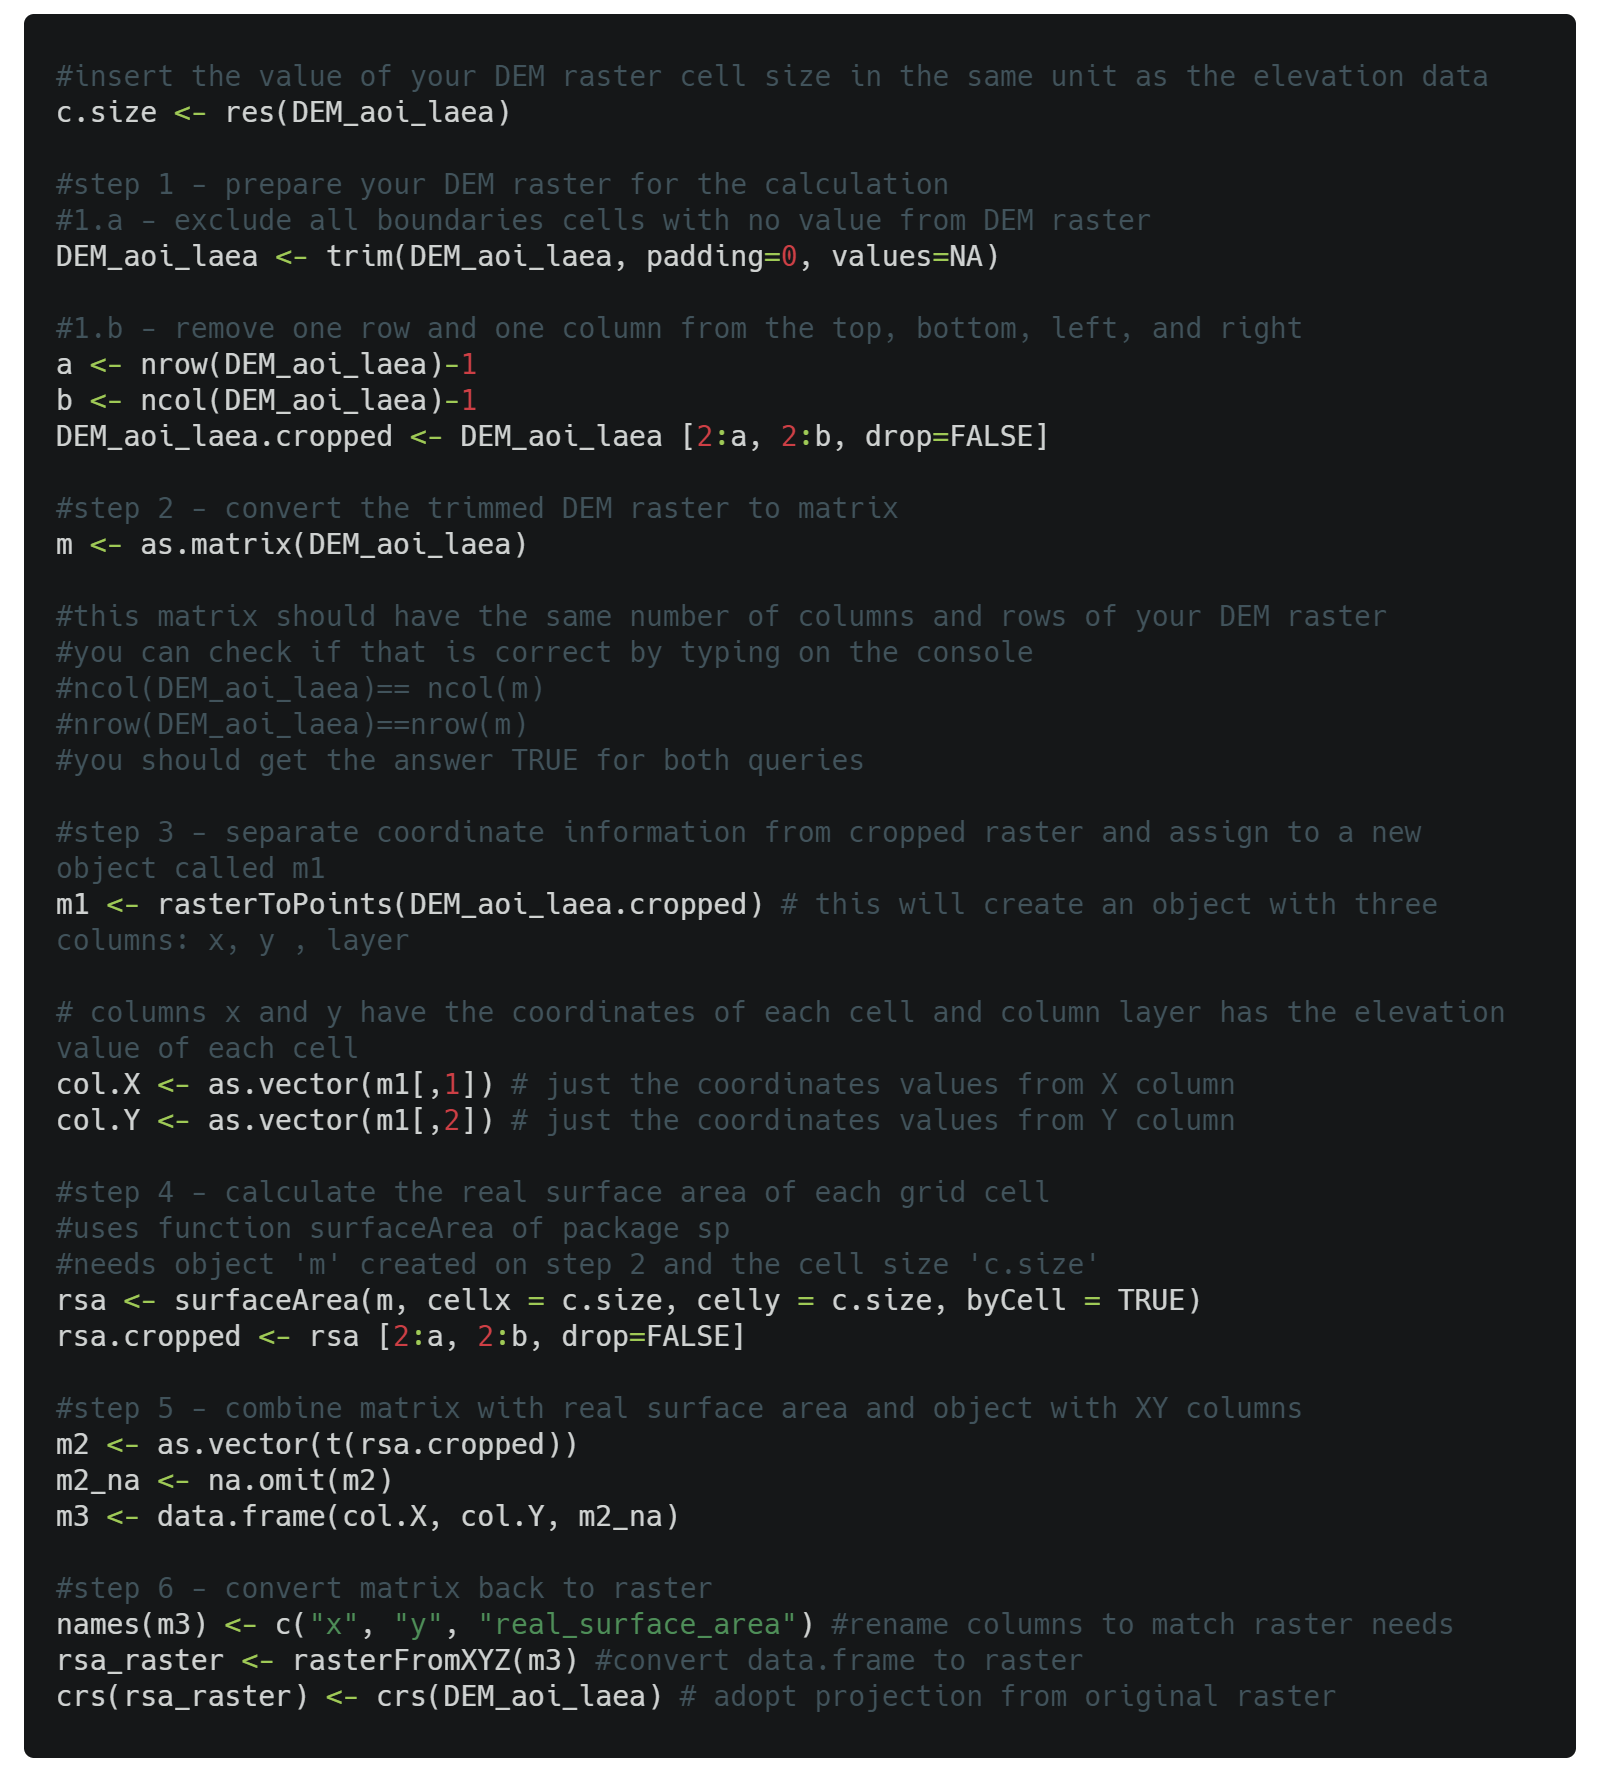 #insert the value of your DEM raster cell size in the same unit as the elevation data
c.size <- res(DEM_aoi_laea)
#step 1 - prepare your DEM raster for the calculation
#1.a - exclude all boundaries cells with no value from DEM raster
DEM_aoi_laea <- trim(DEM_aoi_laea, padding=0, values=NA)
#1.b - remove one row and one column from the top, bottom, left, and right
a <- nrow(DEM_aoi_laea)-1
b <- ncol(DEM_aoi_laea)-1
DEM_aoi_laea.cropped <- DEM_aoi_laea [2:a, 2:b, drop=FALSE]
#step 2 - convert the trimmed DEM raster to matrix
m <- as.matrix(DEM_aoi_laea)
#this matrix should have the same number of columns and rows of your DEM raster
#you can check if that is correct by typing on the console
#ncol(DEM_aoi_laea)== ncol(m)
#nrow(DEM_aoi_laea)==nrow(m)
#you should get the answer TRUE for both queries
#step 3 - separate coordinate information from cropped raster and assign to a new
object called m1
m1 <- rasterToPoints(DEM_aoi_laea.cropped) # this will create an object with three
columns: x, y , layer
# columns x and y have the coordinates of each cell and column layer has the elevation
value of each cell
col.X <- as.vector(m1[,1]) # just the coordinates values from X column
col.Y <- as.vector(m1[,2]) # just the coordinates values from Y column
#step 4 - calculate the real surface area of each grid cell
#uses function surfaceArea of package sp
#needs object 'm' created on step 2 and the cell size 'c.size'
rsa <- surfaceArea(m, cellx = c.size, celly = c.size, byCell = TRUE)
rsa.cropped <- rsa [2:a, 2:b, drop=FALSE]
#step 5 - combine matrix with real surface area and object with XY columns
m2 <- as.vector(t(rsa.cropped))
m2_na <- na.omit(m2)
m3 <- data.frame(col.X, col.Y, m2_na)
#step 6 - convert matrix back to raster
names(m3) <- c("x", "y", "real_surface_area") #rename columns to match raster needs
rsa_raster <- rasterFromXYZ(m3) #convert data.frame to raster
crs(rsa_raster) <- crs(DEM_aoi_laea) # adopt projection from original raster